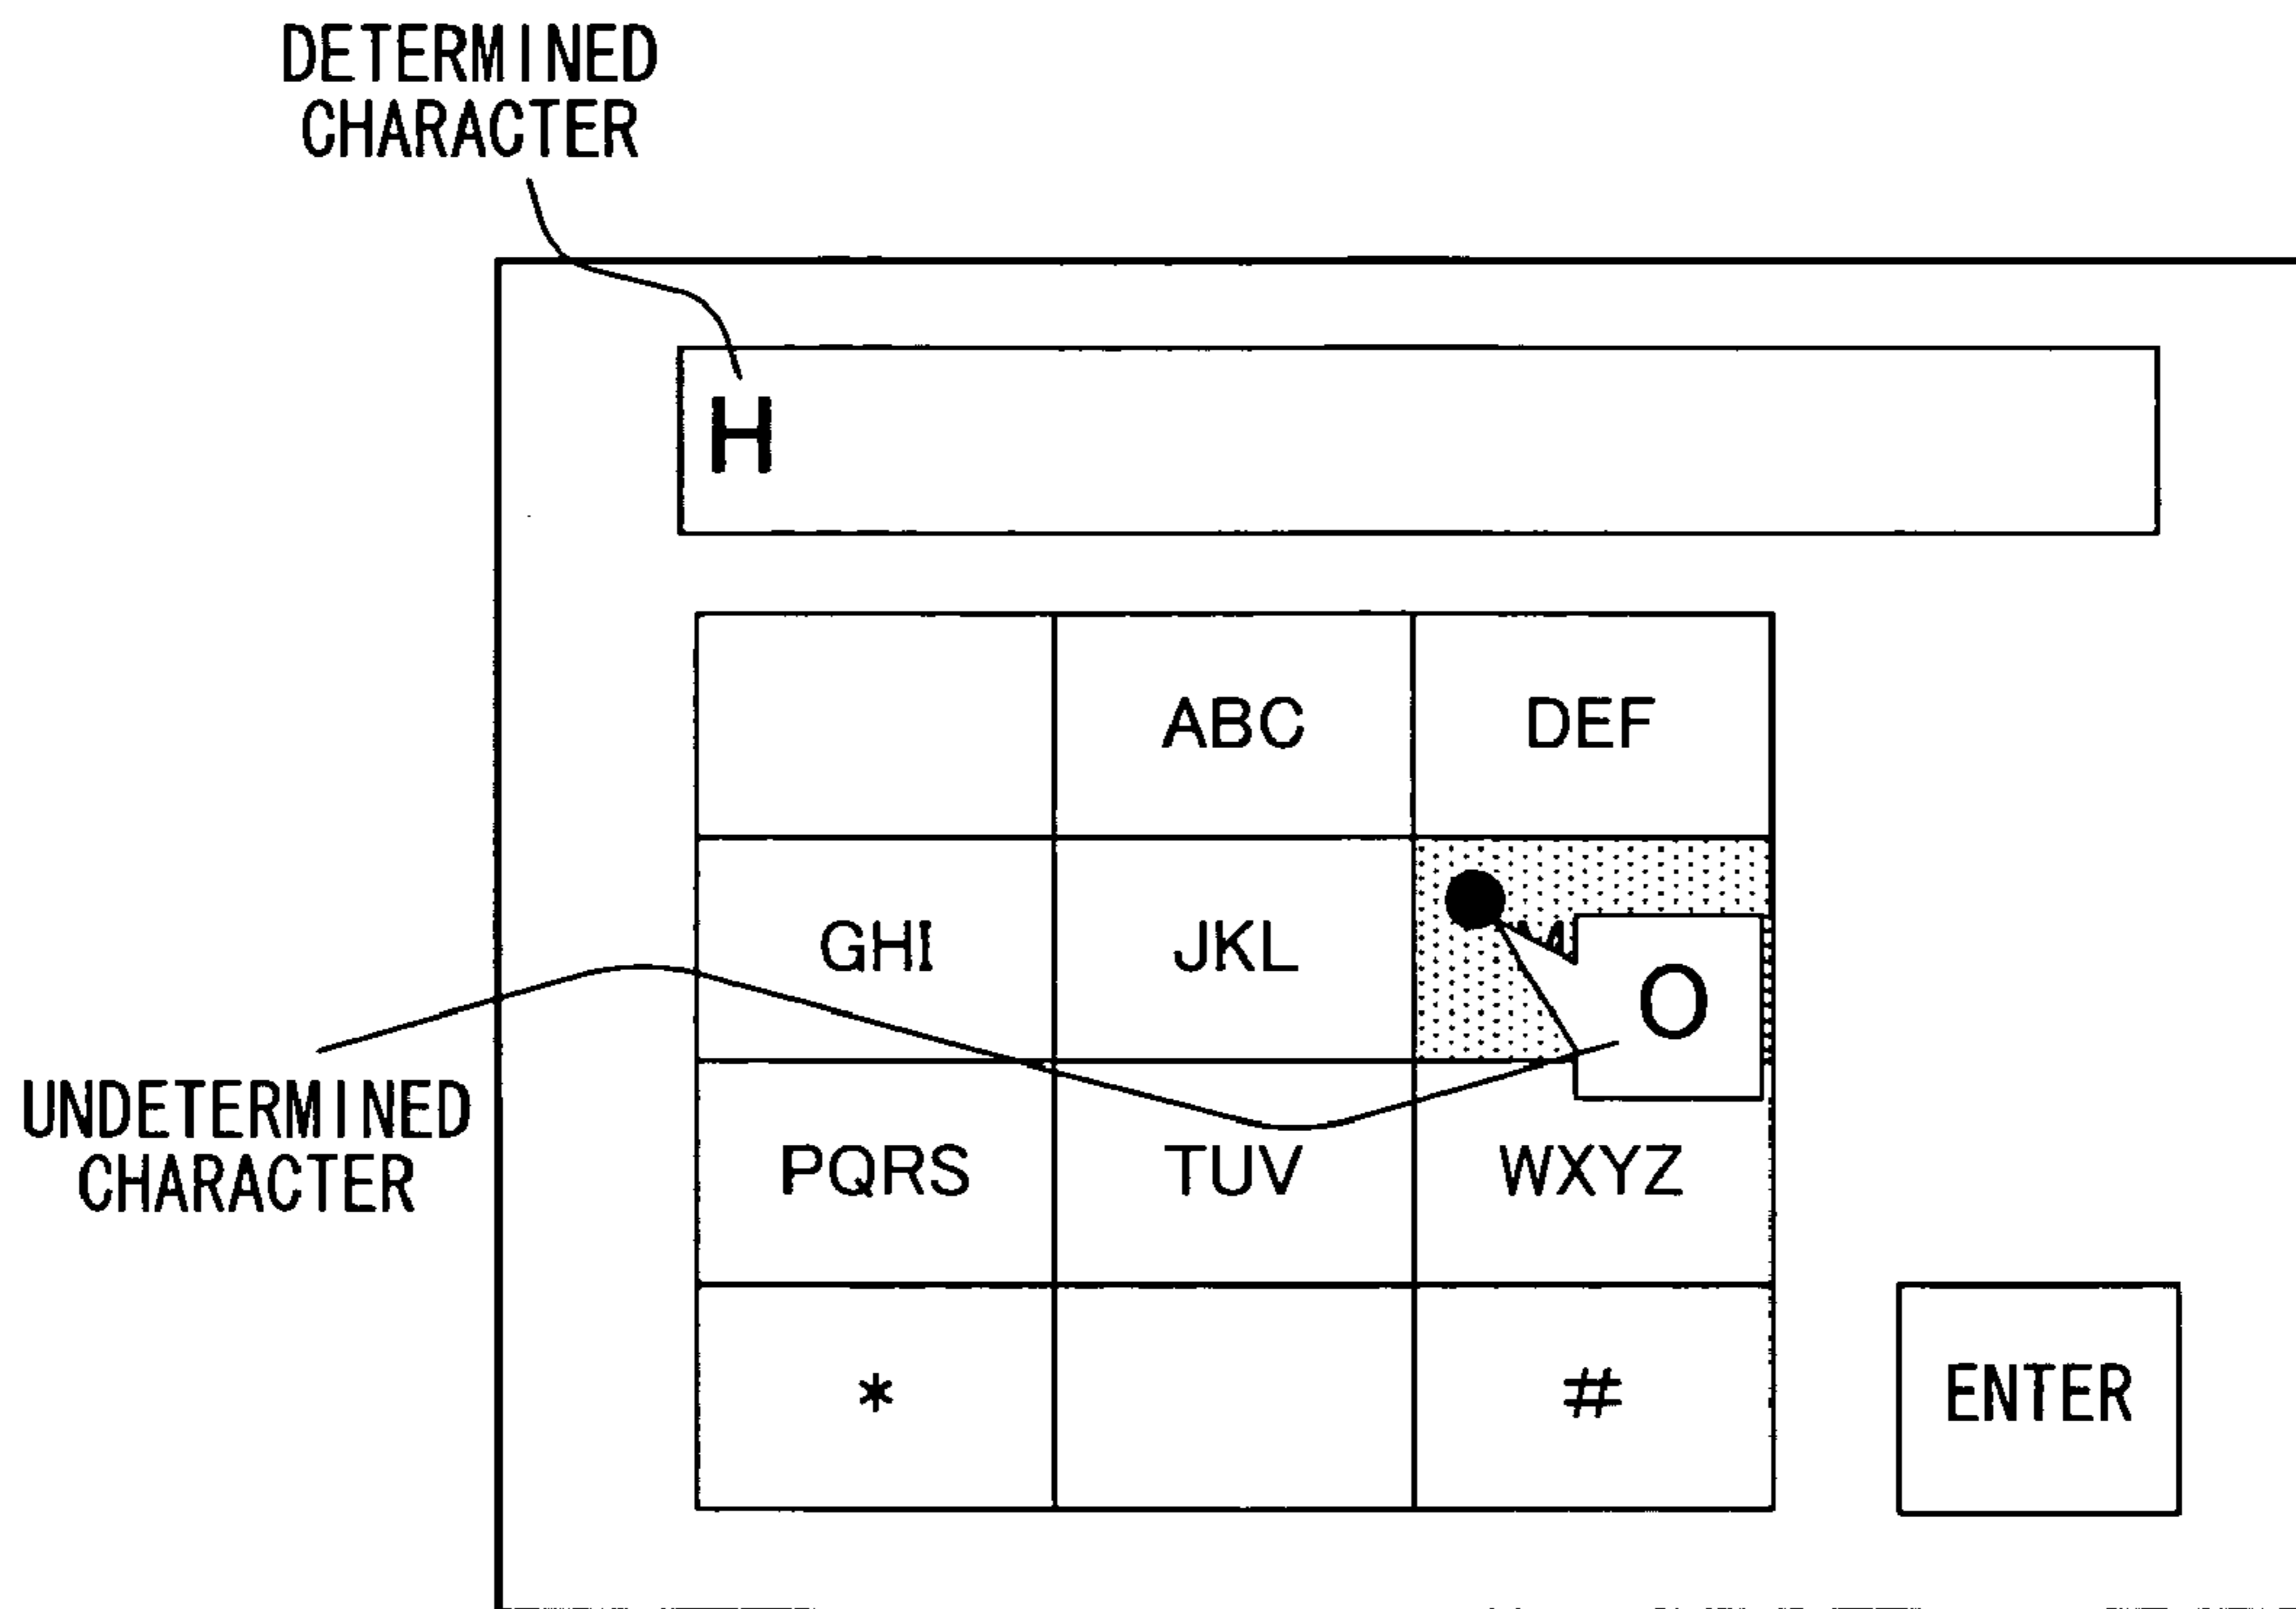 DETERMINED
CHARACTER
H
ABC DEF
GHI JKL
O
UNDETERMINED
CHARACTER
PQRS TUV WXYZ
* # ENTER